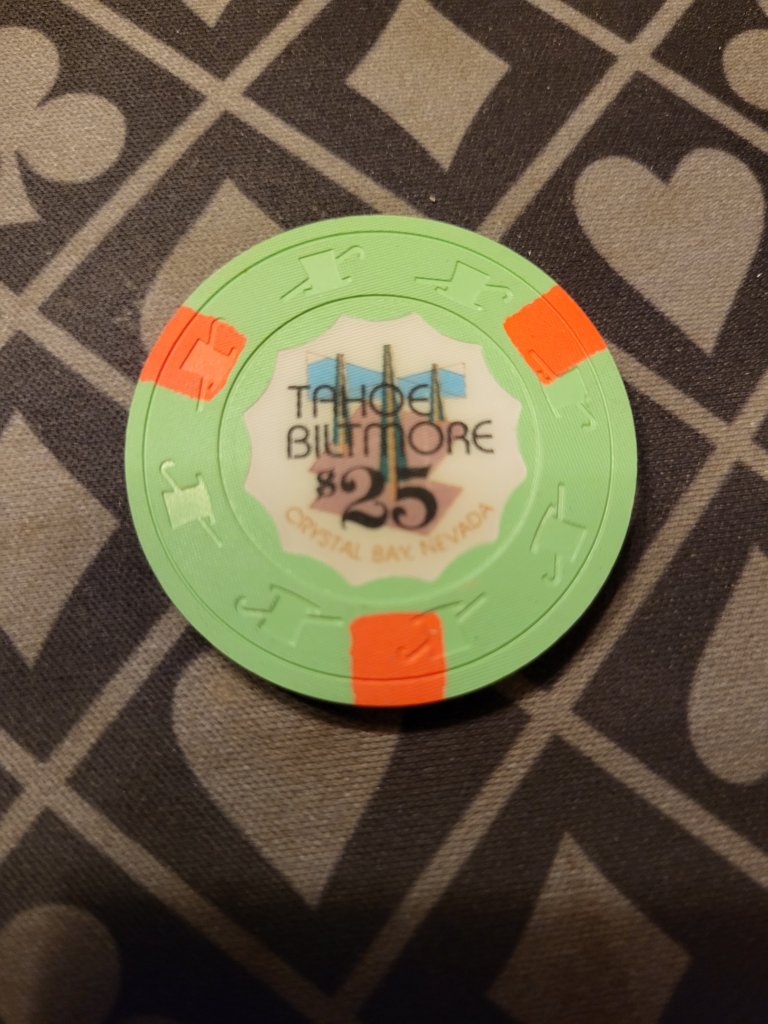 TAHOE
BILTMORE
$25
CRYSTAL BAY, NEVADA